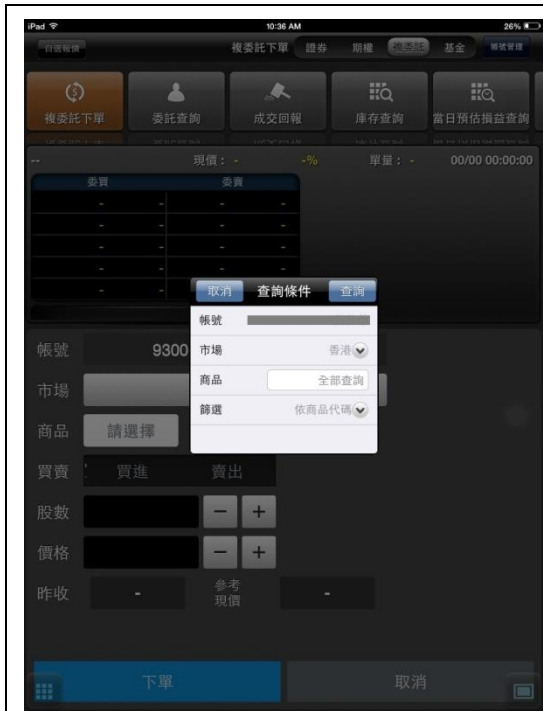 iPad 10:36 AM 26%
自選報價 複委託下單 證券 期權 複委託 基金 帳號管理
複委託下單 委託查詢 成交回報 庫存查詢 當日預估損益查詢
-- 現價： - -% 單量： - 00/00 00:00:00
委買 委賣
- - - -
- - - -
- - - -
- - - -
- - - -
取消 查詢條件 查詢
帳號
市場 香港
商品 全部查詢
篩選 依商品代碼
帳號 9300
市場
商品 請選擇
買賣 買進 賣出
股數 − +
價格 − +
昨收 - 參考現價 -
下單 取消